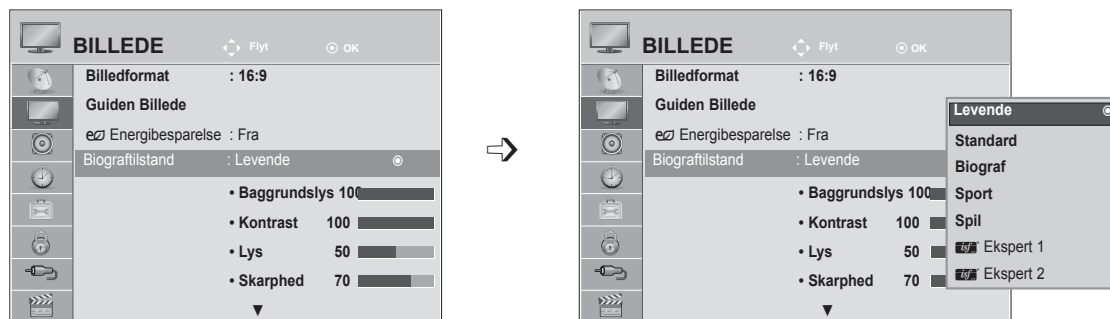 BILLEDE Flyt OK
Billedformat : 16:9
Guiden Billede
Energibesparelse : Fra
Biograftilstand : Levende
• Baggrundslys 100
• Kontrast 100
• Lys 50
• Skarphed 70
▼
BILLEDE Flyt OK
Billedformat : 16:9
Guiden Billede
Energibesparelse : Fra
Biograftilstand : Levende
• Baggrundslys 100
• Kontrast 100
• Lys 50
• Skarphed 70
▼
Levende
Standard
Biograf
Sport
Spil
isf Ekspert 1
isf Ekspert 2